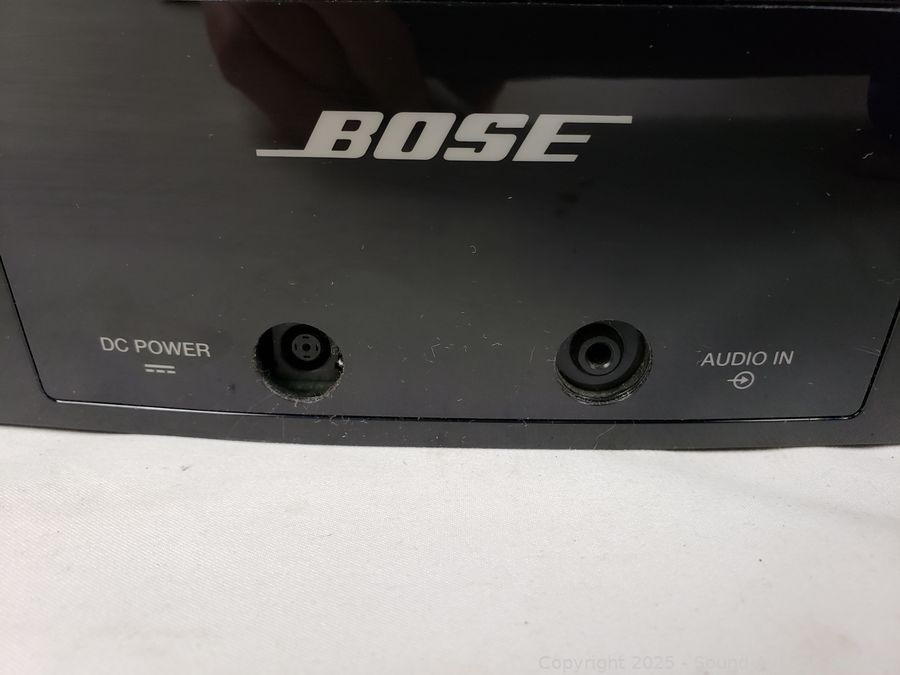 BOSE
DC POWER
AUDIO IN
Copyright 2025 - Sound